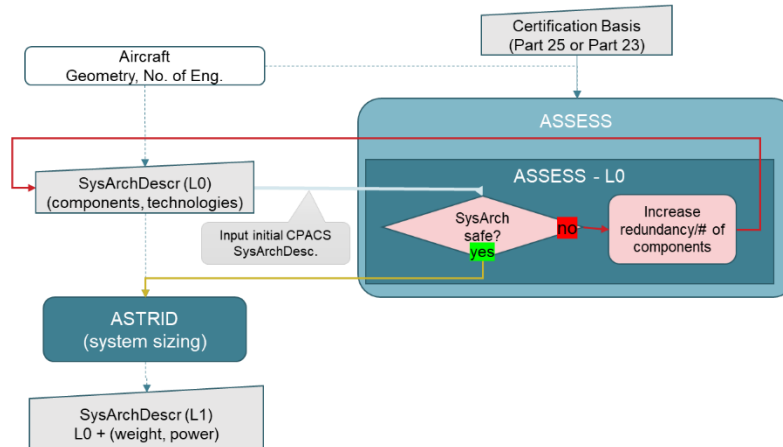 Certification Basis
(Part 25 or Part 23)
Aircraft
Geometry, No. of Eng.
ASSESS
ASSESS - L0
SysArchDescr (L0)
(components, technologies)
Input initial CPACS
SysArchDesc.
SysArch
safe?
yes
no
Increase
redundancy/# of
components
ASTRID
(system sizing)
SysArchDescr (L1)
L0 + (weight, power)